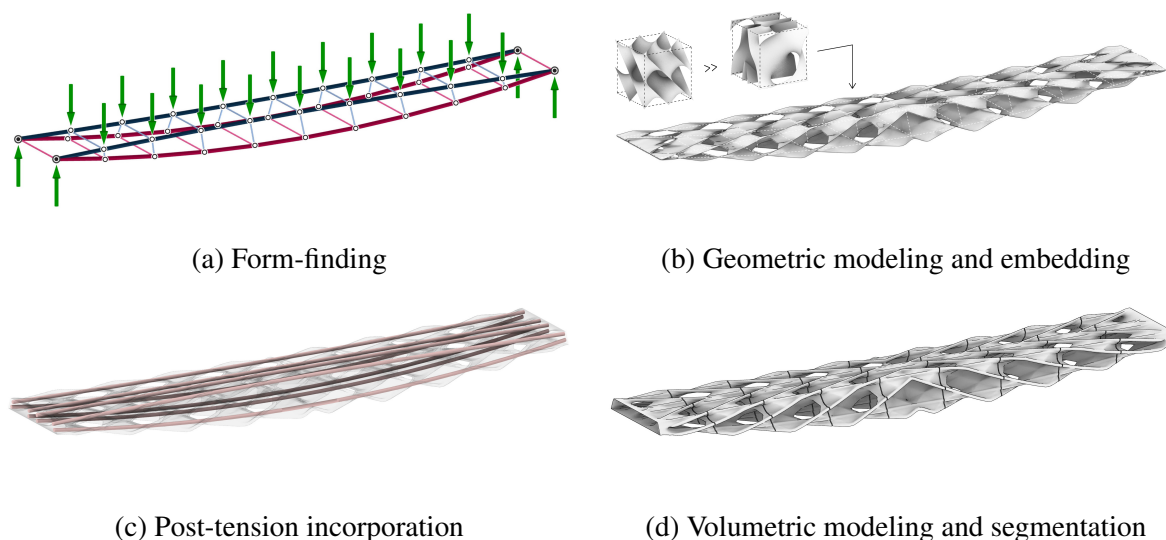 >>
(a) Form-finding
(b) Geometric modeling and embedding
(c) Post-tension incorporation
(d) Volumetric modeling and segmentation